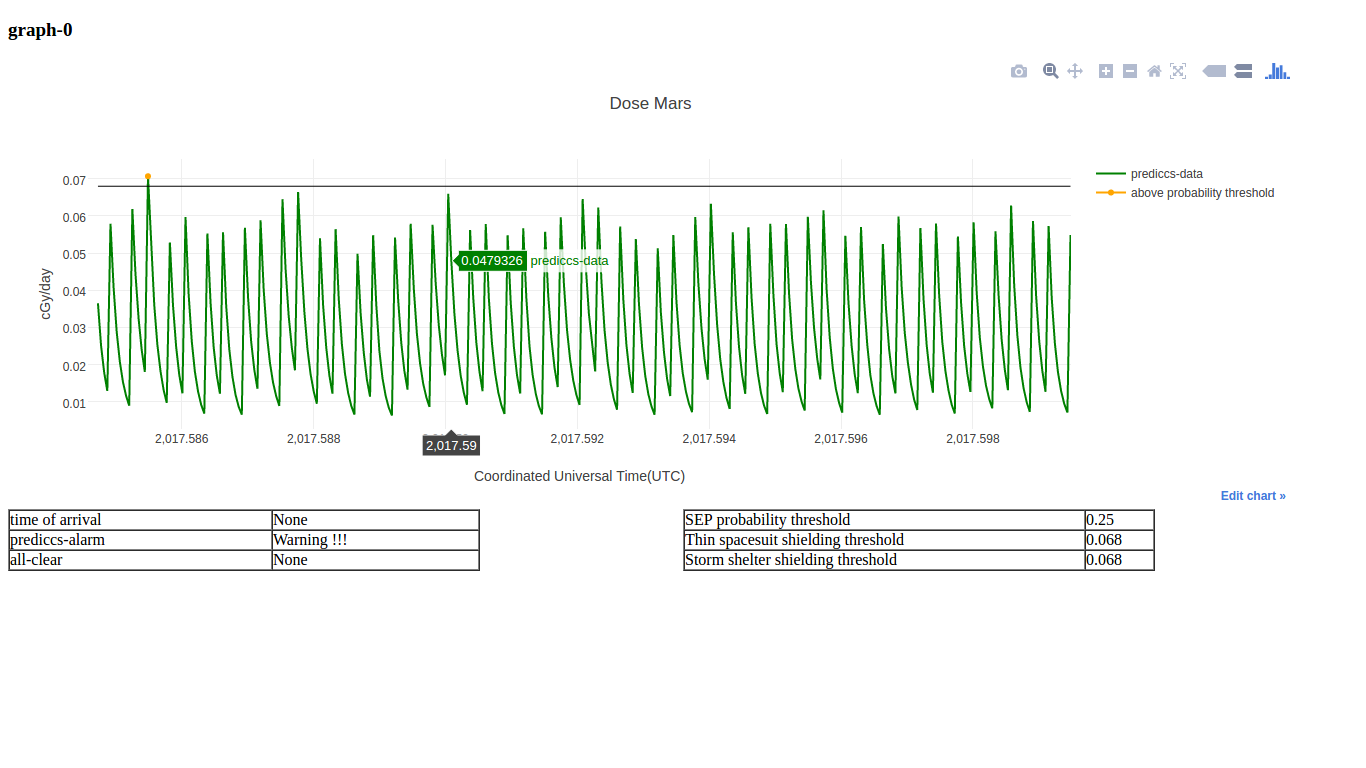 graph-0
Dose Mars
prediccs-data
above probability threshold
0.07
0.06
0.05
0.04
0.03
0.02
0.01
cGy/day
0.0479326 prediccs-data
2,017.586
2,017.588
2,017.59
2,017.592
2,017.594
2,017.596
2,017.598
Coordinated Universal Time(UTC)
Edit chart »
time of arrival None
prediccs-alarm Warning !!!
all-clear None
SEP probability threshold 0.25
Thin spacesuit shielding threshold 0.068
Storm shelter shielding threshold 0.068